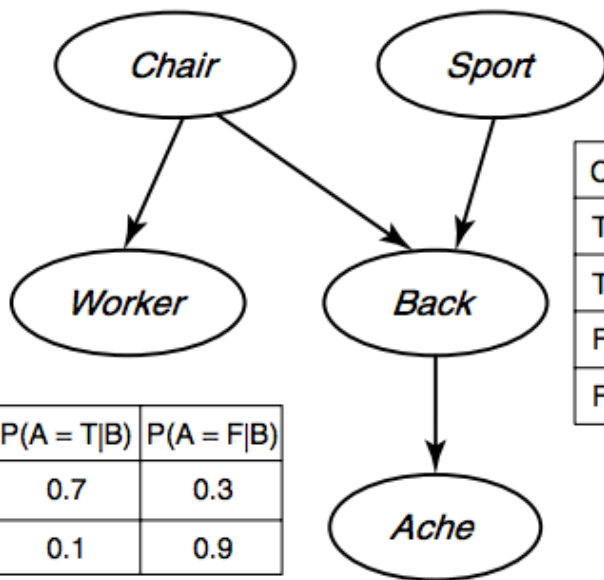 Chair
Sport
C
T
T
F
F
Worker
Back
P(A = T|B) P(A = F|B)
0.7 0.3
0.1 0.9
Ache